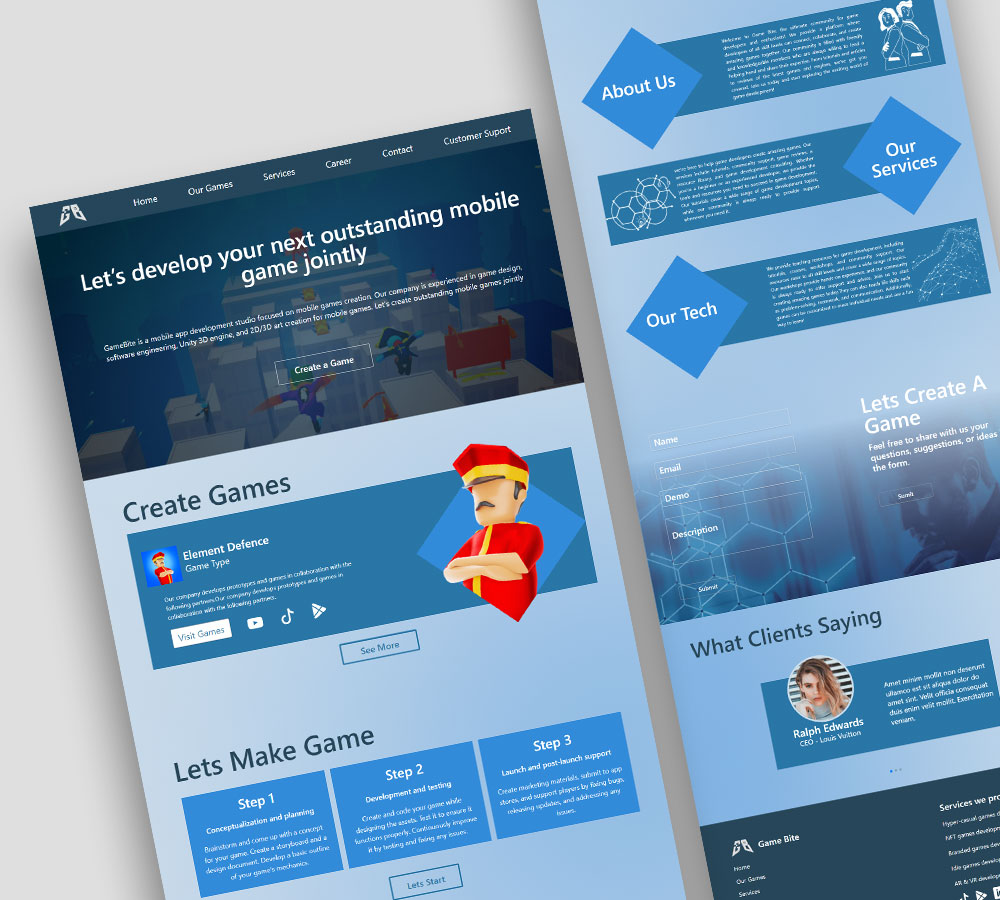 Home
Our Games
Services
Career
Contact
Customer Suport
Let's develop your next outstanding mobile
game jointly
GameBite is a mobile app development studio focused on mobile games creation. Our company is experienced in game design,
software engineering, Unity 3D engine, and 2D/3D art creation for mobile games. Let's create outstanding mobile games jointly
Create a Game
Create Games
Element Defence
Game Type
Our company develops prototypes and games in collaboration with the
following partners.Our company develops prototypes and games in
collaboration with the following partners.
Visit Games
See More
Lets Make Game
Step 1
Conceptualization and planning
Brainstorm and come up with a concept
for your game. Create a storyboard and a
design document. Develop a basic outline
of your game's mechanics.
Step 2
Development and testing
Create and code your game while
designing the assets. Test it to ensure it
functions properly. Continuously improve
it by testing and fixing any issues.
Step 3
Launch and post-launch support
Create marketing materials, submit to app
stores, and support players by fixing bugs,
releasing updates, and addressing any
issues.
Lets Start
About Us
Welcome to Game Bite, the ultimate community for game
developers and enthusiasts! We provide a platform where
developers of all skill levels can connect, collaborate, and create
amazing games together. Our community is filled with friendly
and knowledgeable members who are always willing to lend a
helping hand and share their expertise. From tutorials and articles
to reviews of the latest games and engines, we've got you
covered. Join us today and start exploring the exciting world of
game development!
Our
Services
we're here to help game developers create amazing games. Our
services include tutorials, community support, game reviews, a
resource library, and game development consulting. Whether
you're a beginner or an experienced developer, we provide the
tools and resources you need to succeed in game development.
Our tutorials cover a wide range of game development topics,
while our community is always ready to provide support
whenever you need it.
Our Tech
We provide teaching resources for game development, including
tutorials, courses, workshops, and community support. Our
resources cater to all skill levels and cover a wide range of topics.
Our workshops provide hands-on experience, and our community
is always ready to offer support and advice. Join us to start
creating amazing games today.They can also teach life skills such
as problem-solving, teamwork, and communication. Additionally,
games can be customized to meet individual needs and are a fun
way to learn!
Name
Email
Demo
Description
Submit
Lets Create A
Game
Feel free to share with us your
questions, suggestions, or ideas
the form.
Sumit
What Clients Saying
Ralph Edwards
CEO - Louis Vuitton
Amet minim mollit non deserunt
ullamco est sit aliqua dolor do
amet sint. Velit officia consequat
duis enim velit mollit. Exercitation
veniam.
Game Bite
Home
Our Games
Services
Services we pro
Hyper-casual games d
NFT games develop
Branded games deve
Idle games develo
AR & VR develop